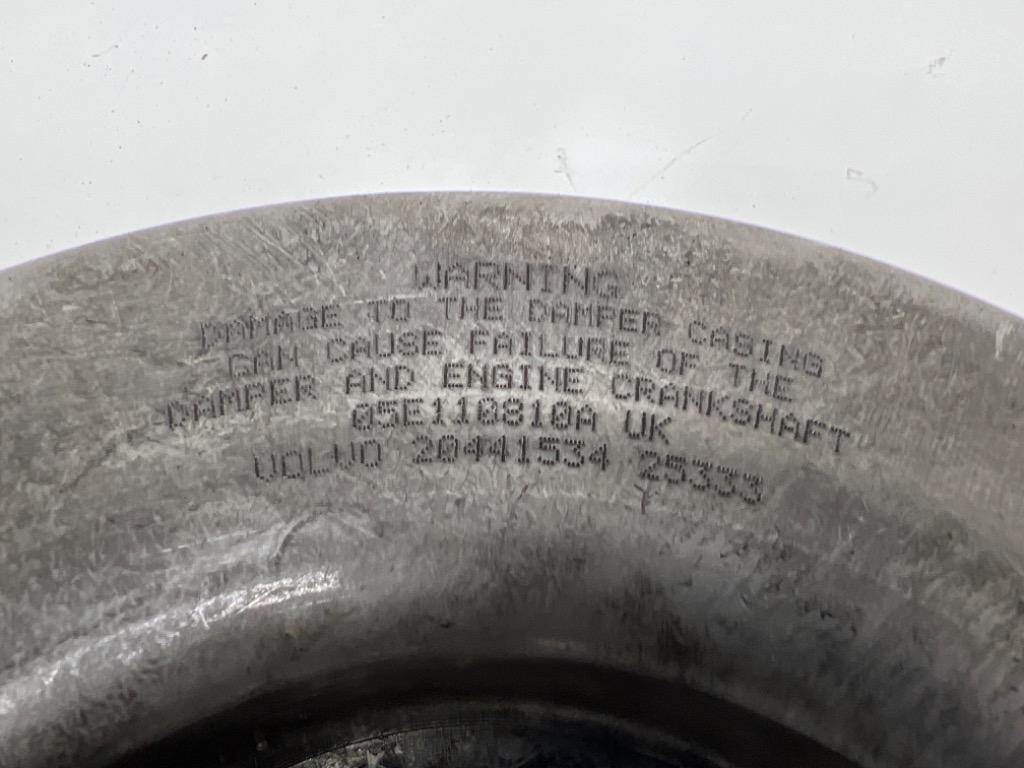 WARNING
DAMAGE TO THE DAMPER CASING
CAN CAUSE FAILURE OF THE
DAMPER AND ENGINE CRANKSHAFT
05E110810A UK
VOLVO 20441534 25333